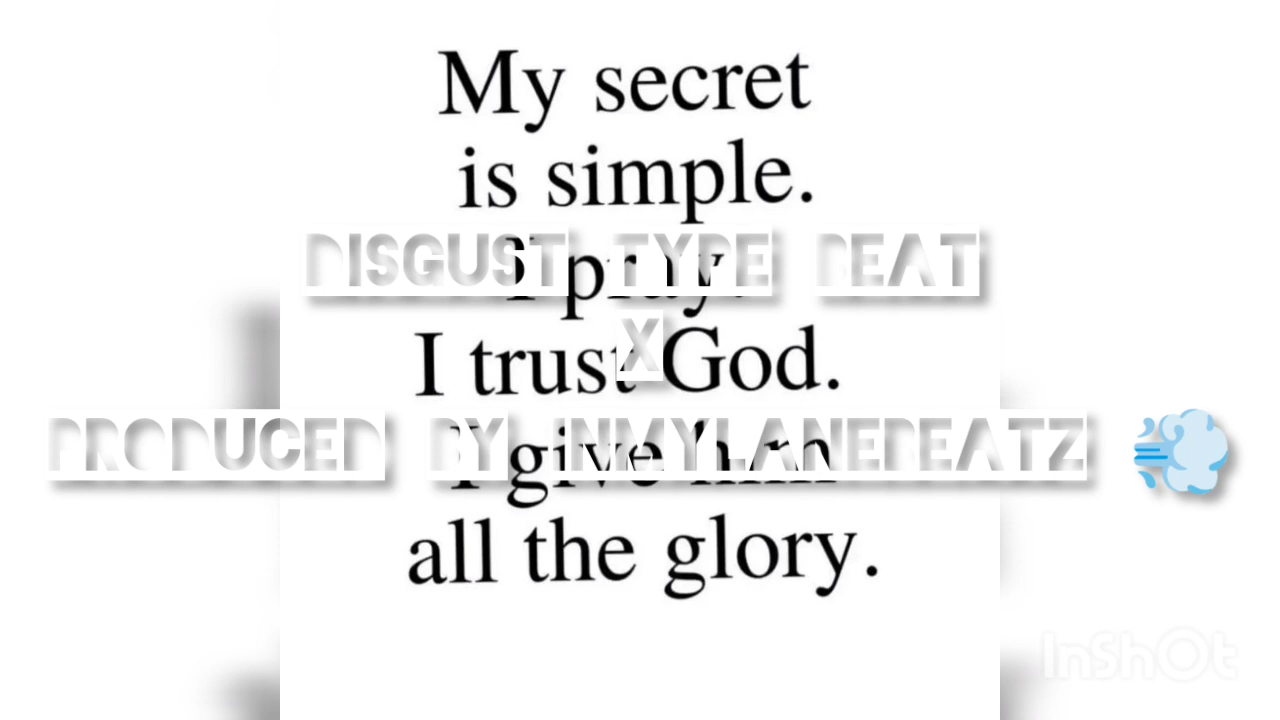 My secret
is simple.
DISGUST TYPE BEAT
I pray.
X
I trust God.
PRODUCED BY INMYLANEBEATZ 💨
I give him
all the glory.
InShOt